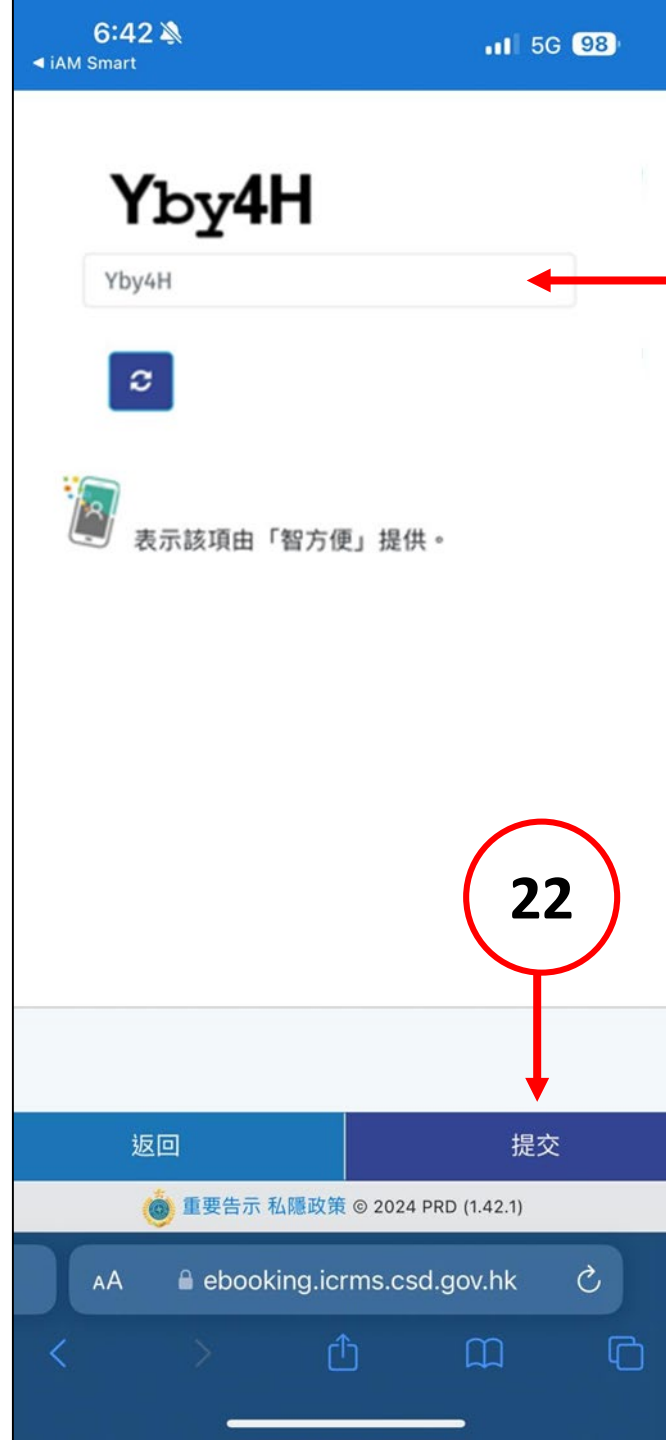 6:42
5G 98
◀ iAM Smart
Yby4H
Yby4H
表示該項由「智方便」提供。
22
返回
提交
重要告示 私隱政策 © 2024 PRD (1.42.1)
AA ebooking.icrms.csd.gov.hk